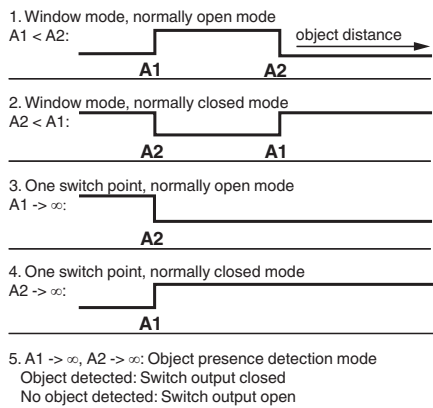 1. Window mode, normally open mode
A1 < A2:
object distance
A1 A2
2. Window mode, normally closed mode
A2 < A1:
A2 A1
3. One switch point, normally open mode
A1 -> ∞:
A2
4. One switch point, normally closed mode
A2 -> ∞:
A1
5. A1 -> ∞, A2 -> ∞: Object presence detection mode
Object detected: Switch output closed
No object detected: Switch output open